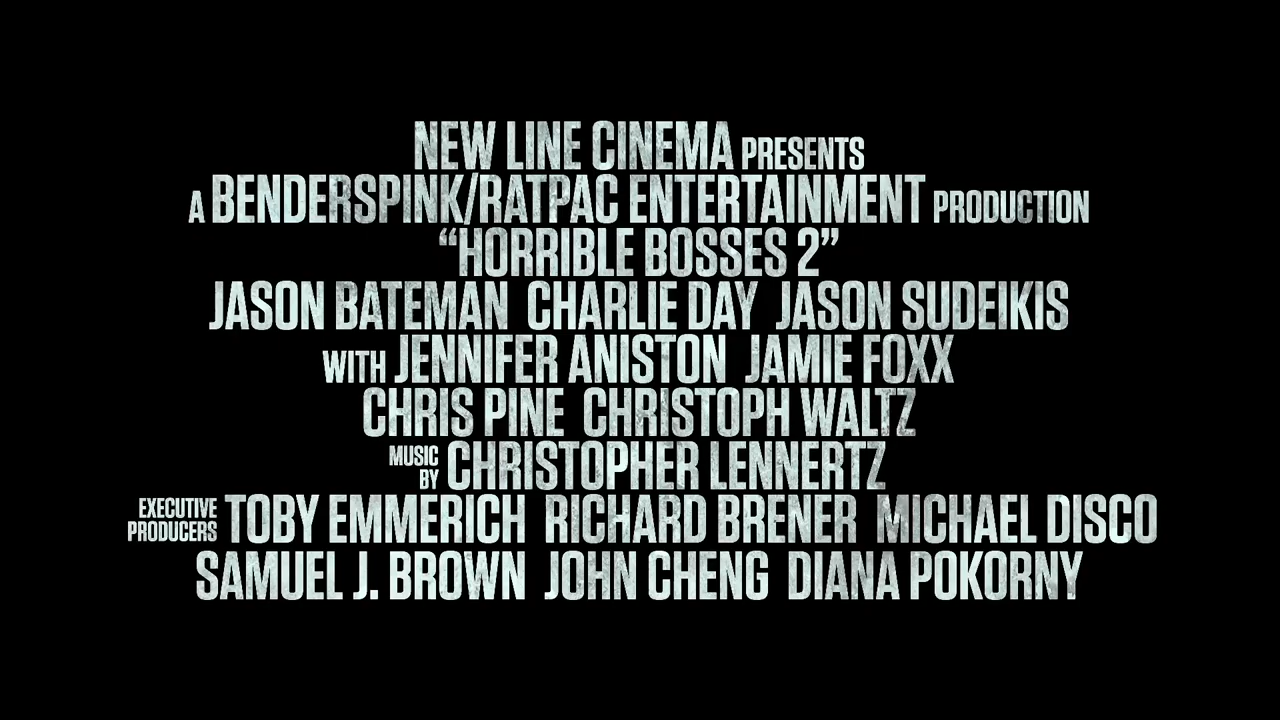 NEW LINE CINEMA PRESENTS
A BENDERSPINK/RATPAC ENTERTAINMENT PRODUCTION
“HORRIBLE BOSSES 2”
JASON BATEMAN CHARLIE DAY JASON SUDEIKIS
WITH JENNIFER ANISTON JAMIE FOXX
CHRIS PINE CHRISTOPH WALTZ
MUSIC BY CHRISTOPHER LENNERTZ
EXECUTIVE PRODUCERS TOBY EMMERICH RICHARD BRENER MICHAEL DISCO
SAMUEL J. BROWN JOHN CHENG DIANA POKORNY